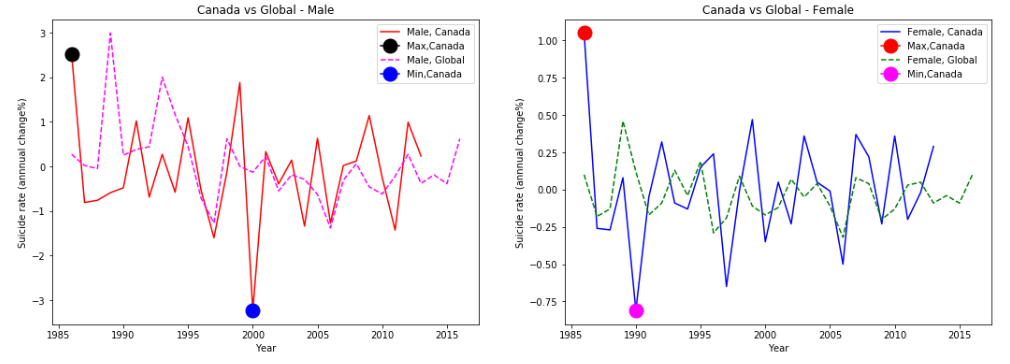 Canada vs Global - Male
Suicide rate (annual change%)
3
2
1
0
−1
−2
−3
1985
1990
1995
2000
2005
2010
2015
Year
Male, Canada
Max,Canada
Male, Global
Min,Canada
Canada vs Global - Female
Suicide rate (annual change%)
1.00
0.75
0.50
0.25
0.00
−0.25
−0.50
−0.75
1985
1990
1995
2000
2005
2010
2015
Year
Female, Canada
Max,Canada
Female, Global
Min,Canada